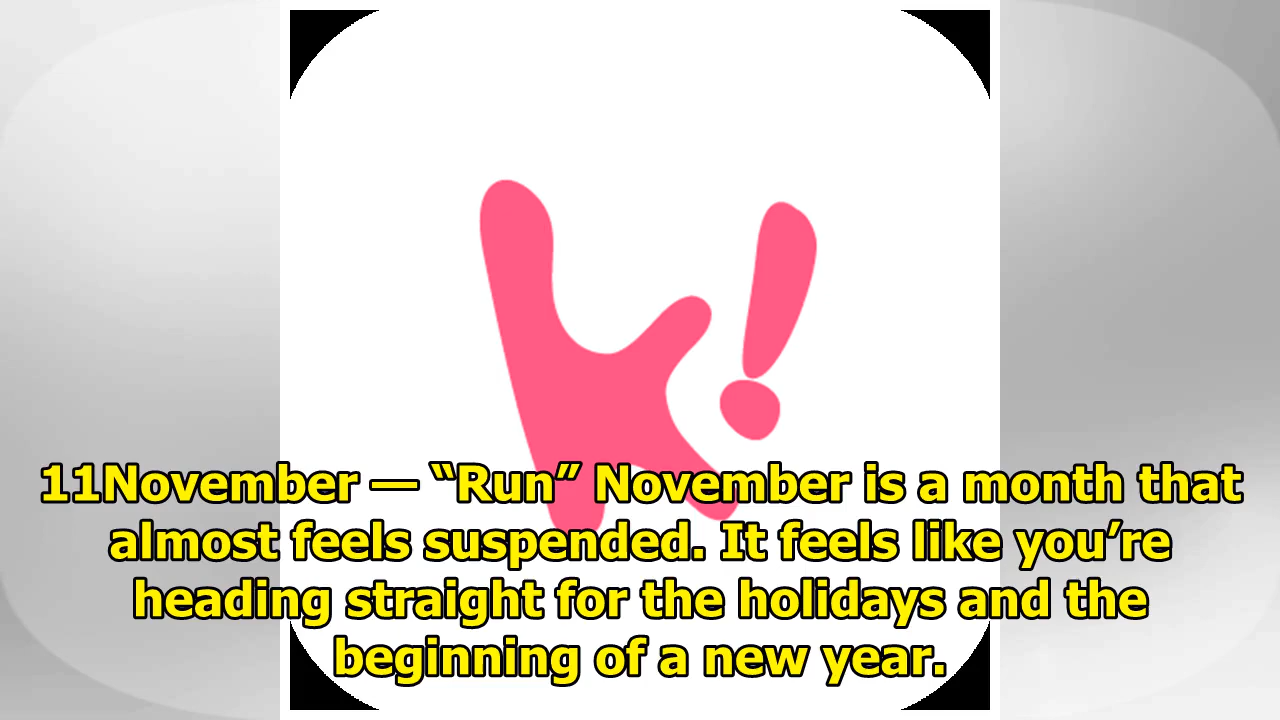 k!
11November — “Run” November is a month that
almost feels suspended. It feels like you’re
heading straight for the holidays and the
beginning of a new year.